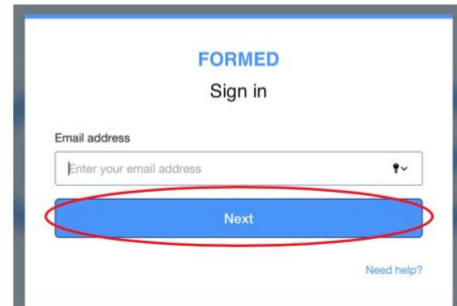 FORMED
Sign in
Email address
Enter your email address
Next
Need help?